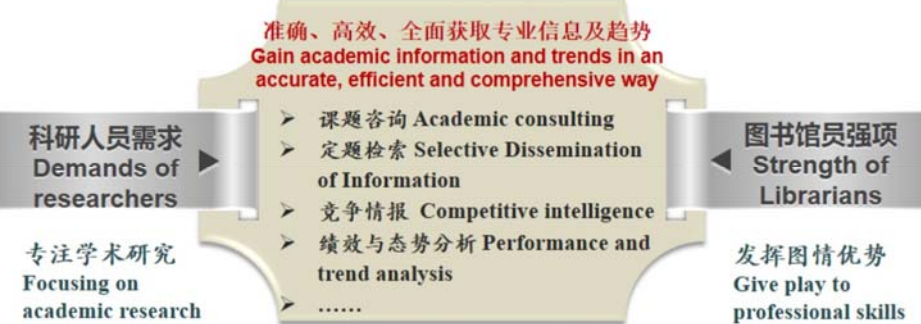 准确、高效、全面获取专业信息及趋势
Gain academic information and trends in an
accurate, efficient and comprehensive way
科研人员需求
Demands of
researchers
专注学术研究
Focusing on
academic research
➢ 课题咨询 Academic consulting
➢ 定题检索 Selective Dissemination
of Information
➢ 竞争情报 Competitive intelligence
➢ 绩效与态势分析 Performance and
trend analysis
➢ ……
图书馆员强项
Strength of
Librarians
发挥图情优势
Give play to
professional skills